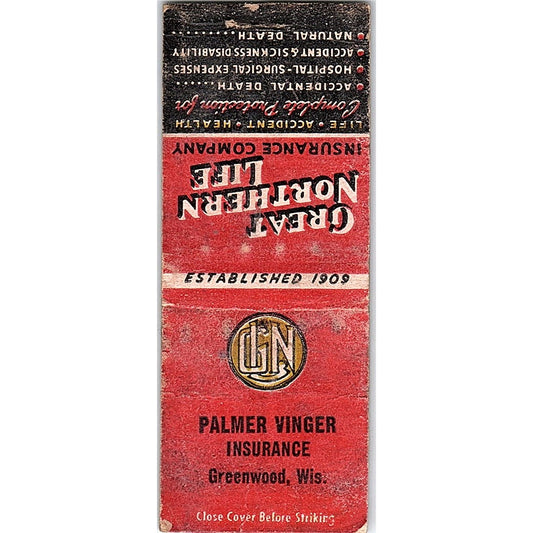 LIFE • ACCIDENT • HEALTH
Complete Protection for
• ACCIDENTAL DEATH........
• HOSPITAL-SURGICAL EXPENSES
• ACCIDENT & SICKNESS DISABILITY
• NATURAL DEATH..........
GREAT
NORTHERN
LIFE
INSURANCE COMPANY
ESTABLISHED 1909
GN
PALMER VINGER
INSURANCE
Greenwood, Wis.
Close Cover Before Striking